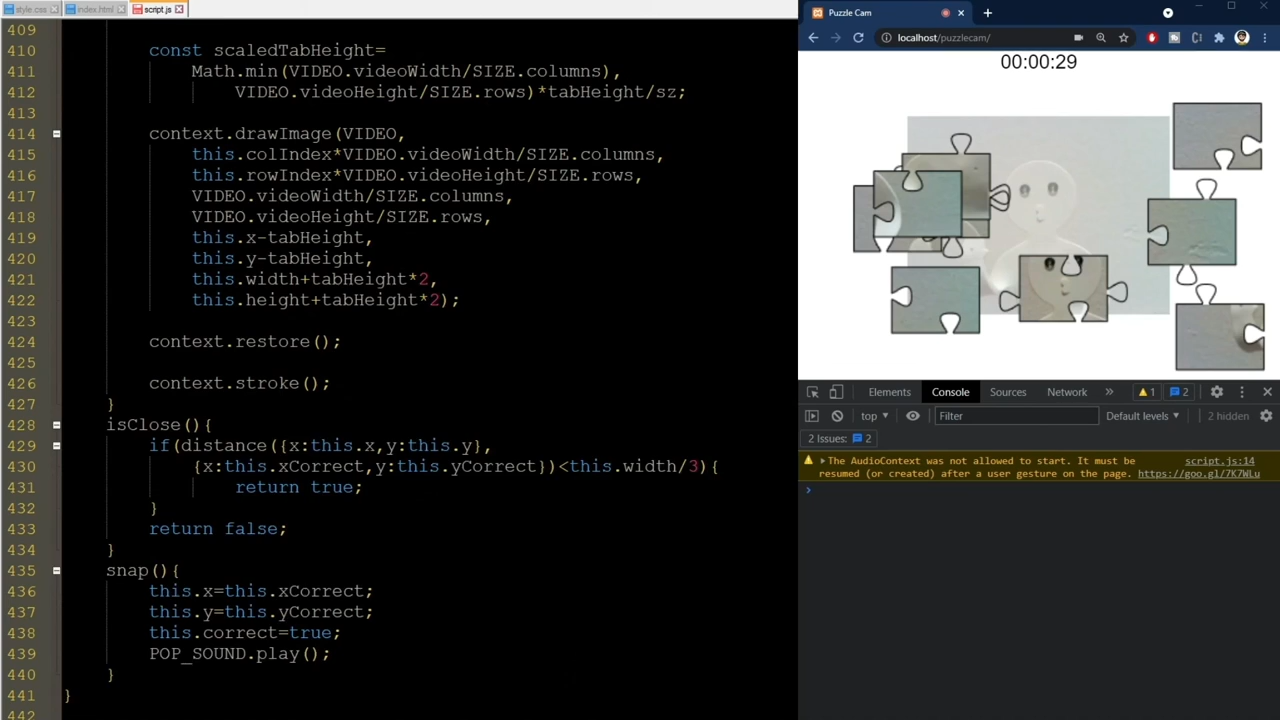 style.css
index.html
script.js
409
410 const scaledTabHeight=
411 Math.min(VIDEO.videoWidth/SIZE.columns),
412 VIDEO.videoHeight/SIZE.rows)*tabHeight/sz;
413
414 context.drawImage(VIDEO,
415 this.colIndex*VIDEO.videoWidth/SIZE.columns,
416 this.rowIndex*VIDEO.videoHeight/SIZE.rows,
417 VIDEO.videoWidth/SIZE.columns,
418 VIDEO.videoHeight/SIZE.rows,
419 this.x-tabHeight,
420 this.y-tabHeight,
421 this.width+tabHeight*2,
422 this.height+tabHeight*2);
423
424 context.restore();
425
426 context.stroke();
427 }
428 isClose(){
429 if(distance({x:this.x,y:this.y},
430 {x:this.xCorrect,y:this.yCorrect})<this.width/3){
431 return true;
432 }
433 return false;
434 }
435 snap(){
436 this.x=this.xCorrect;
437 this.y=this.yCorrect;
438 this.correct=true;
439 POP_SOUND.play();
440 }
441 }
442
Puzzle Cam
localhost/puzzlecam/
00:00:29
Elements Console Sources Network » 1 2
top Filter Default levels 2 hidden
2 Issues: 2
The AudioContext was not allowed to start. It must be script.js:14
resumed (or created) after a user gesture on the page. https://goo.gl/7K7WLu